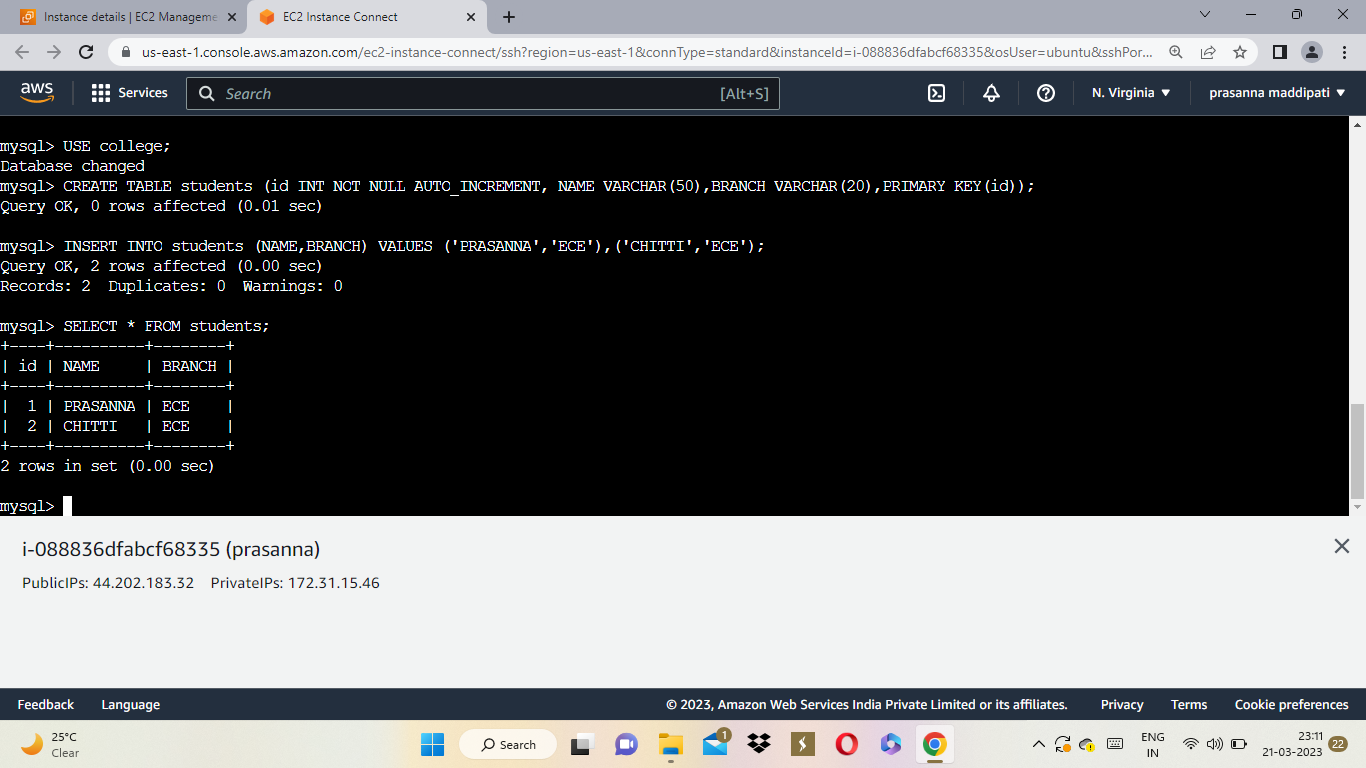 Instance details | EC2 Manageme
EC2 Instance Connect
us-east-1.console.aws.amazon.com/ec2-instance-connect/ssh?region=us-east-1&connType=standard&instanceId=i-088836dfabcf68335&osUser=ubuntu&sshPor...
aws
Services
Search
[Alt+S]
N. Virginia
prasanna maddipati
mysql> USE college;
Database changed
mysql> CREATE TABLE students (id INT NOT NULL AUTO_INCREMENT, NAME VARCHAR(50),BRANCH VARCHAR(20),PRIMARY KEY(id));
Query OK, 0 rows affected (0.01 sec)
mysql> INSERT INTO students (NAME,BRANCH) VALUES ('PRASANNA','ECE'),('CHITTI','ECE');
Query OK, 2 rows affected (0.00 sec)
Records: 2  Duplicates: 0  Warnings: 0
mysql> SELECT * FROM students;
+----+----------+--------+
| id | NAME     | BRANCH |
+----+----------+--------+
|  1 | PRASANNA | ECE    |
|  2 | CHITTI   | ECE    |
+----+----------+--------+
2 rows in set (0.00 sec)
mysql>
i-088836dfabcf68335 (prasanna)
PublicIPs: 44.202.183.32    PrivateIPs: 172.31.15.46
Feedback
Language
© 2023, Amazon Web Services India Private Limited or its affiliates.
Privacy
Terms
Cookie preferences
25°C
Clear
Search
1
ENG
IN
23:11
21-03-2023
22